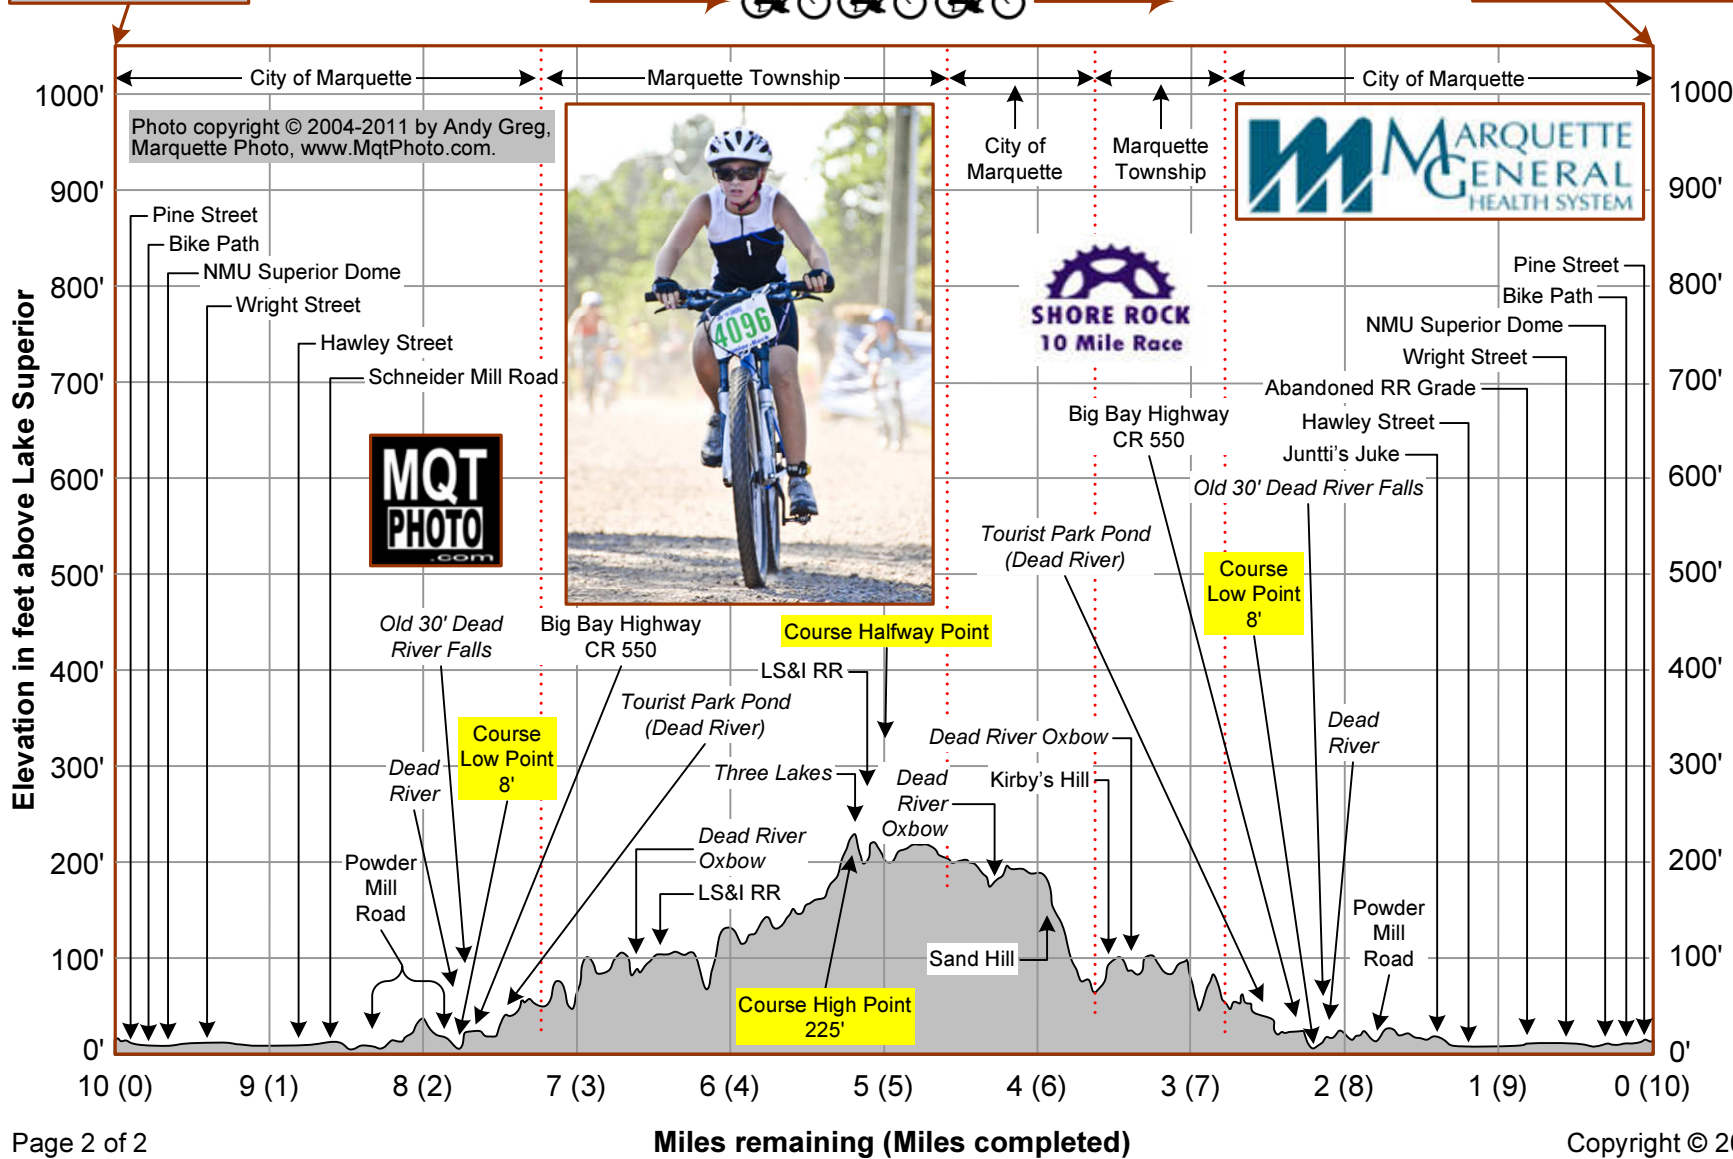 City of Marquette
Marquette Township
City of Marquette
City of
Marquette
Marquette
Township
1000'
900'
800'
700'
600'
500'
400'
300'
200'
100'
0'
1000
900'
800'
700'
600'
500'
400'
300'
200'
100'
0'
Elevation in feet above Lake Superior
Photo copyright © 2004-2011 by Andy Greg,
Marquette Photo, www.MqtPhoto.com.
MARQUETTE
GENERAL
HEALTH SYSTEM
Pine Street
Bike Path
NMU Superior Dome
Wright Street
Hawley Street
Schneider Mill Road
4096
SHORE ROCK
10 Mile Race
MQT
PHOTO
.com
Pine Street
Bike Path
NMU Superior Dome
Wright Street
Abandoned RR Grade
Hawley Street
Juntti's Juke
Big Bay Highway
CR 550
Old 30' Dead River Falls
Tourist Park Pond
(Dead River)
Course
Low Point
8'
Old 30' Dead
River Falls
Big Bay Highway
CR 550
Course Halfway Point
LS&I RR
Tourist Park Pond
(Dead River)
Course
Low Point
8'
Dead
River
Dead
River
Dead River Oxbow
Three Lakes
Dead
River
Oxbow
Kirby's Hill
Dead River
Oxbow
LS&I RR
Powder
Mill
Road
Powder
Mill
Road
Sand Hill
Course High Point
225'
10 (0)
9 (1)
8 (2)
7 (3)
6 (4)
5 (5)
4 (6)
3 (7)
2 (8)
1 (9)
0 (10)
Page 2 of 2
Miles remaining (Miles completed)
Copyright © 20